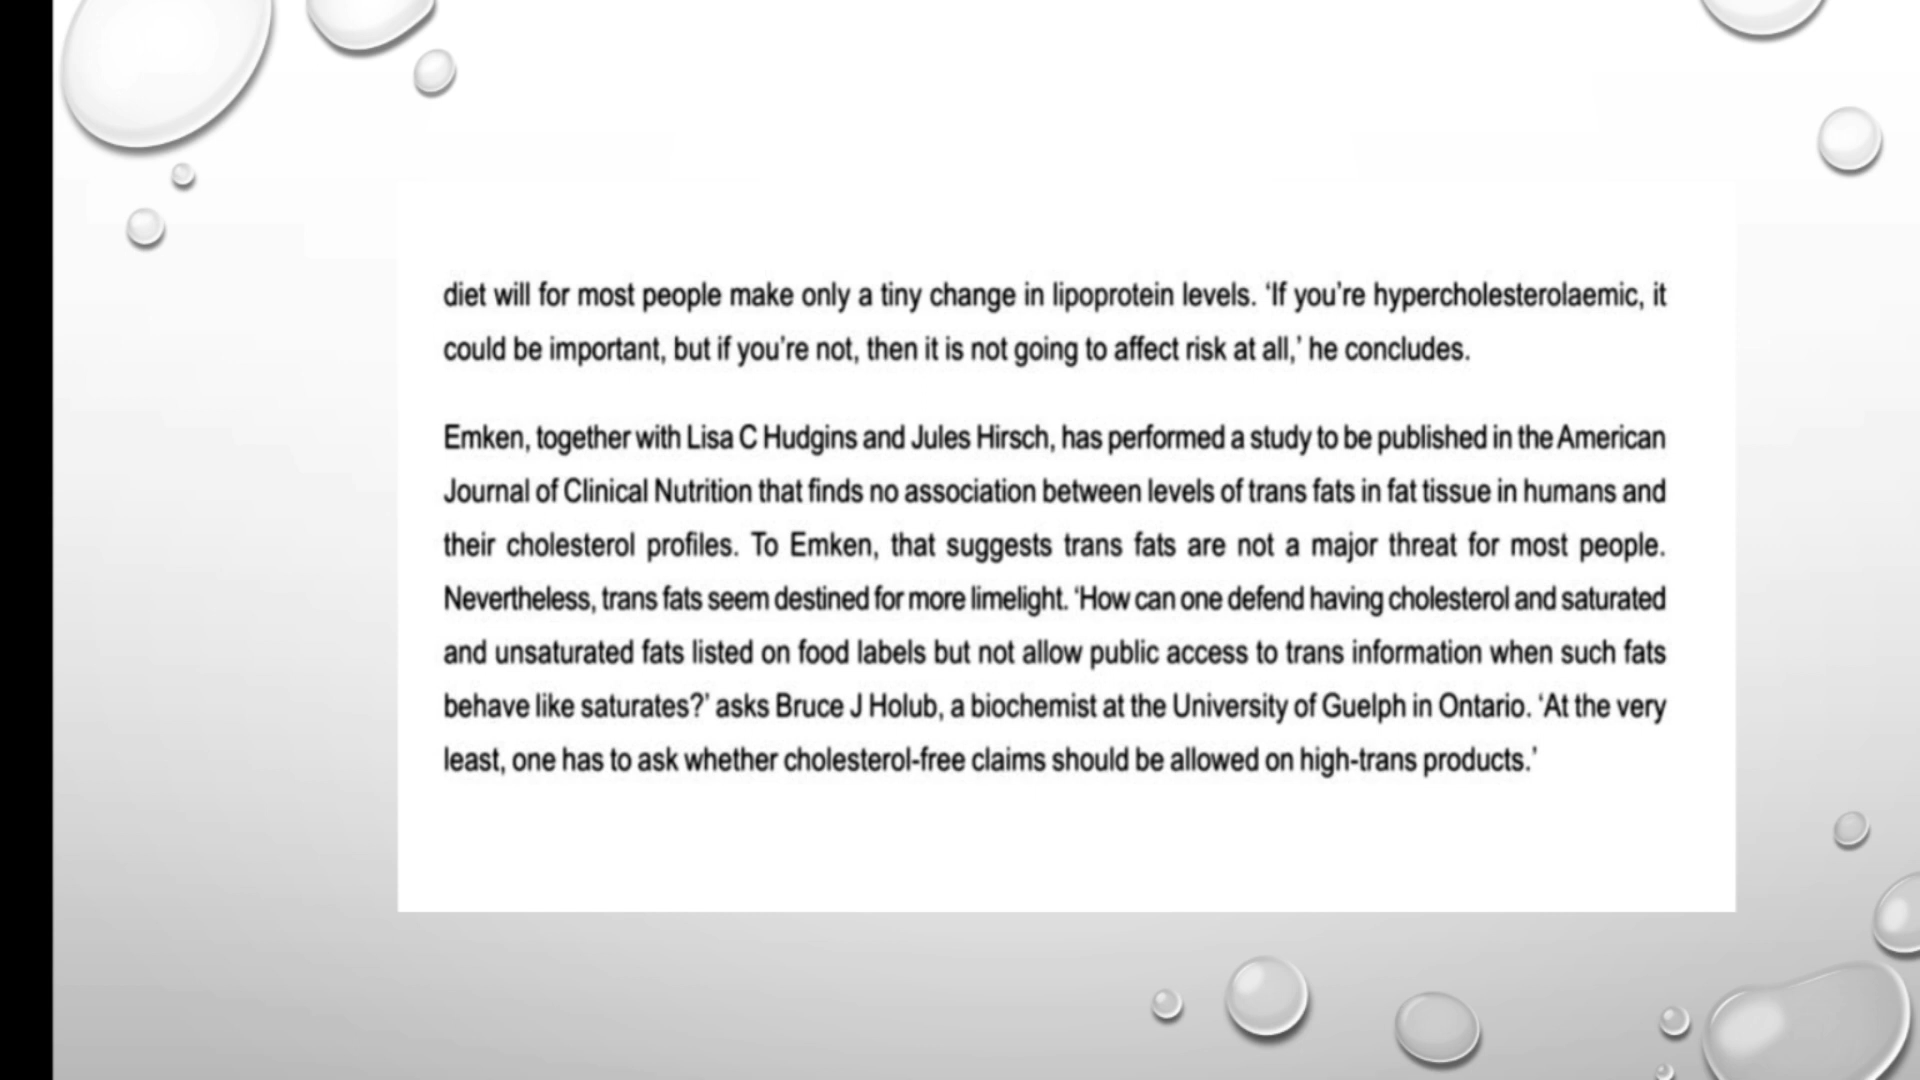 diet will for most people make only a tiny change in lipoprotein levels. ‘If you’re hypercholesterolaemic, it
could be important, but if you’re not, then it is not going to affect risk at all,’ he concludes.
Emken, together with Lisa C Hudgins and Jules Hirsch, has performed a study to be published in the American
Journal of Clinical Nutrition that finds no association between levels of trans fats in fat tissue in humans and
their cholesterol profiles. To Emken, that suggests trans fats are not a major threat for most people.
Nevertheless, trans fats seem destined for more limelight. ‘How can one defend having cholesterol and saturated
and unsaturated fats listed on food labels but not allow public access to trans information when such fats
behave like saturates?’ asks Bruce J Holub, a biochemist at the University of Guelph in Ontario. ‘At the very
least, one has to ask whether cholesterol-free claims should be allowed on high-trans products.’